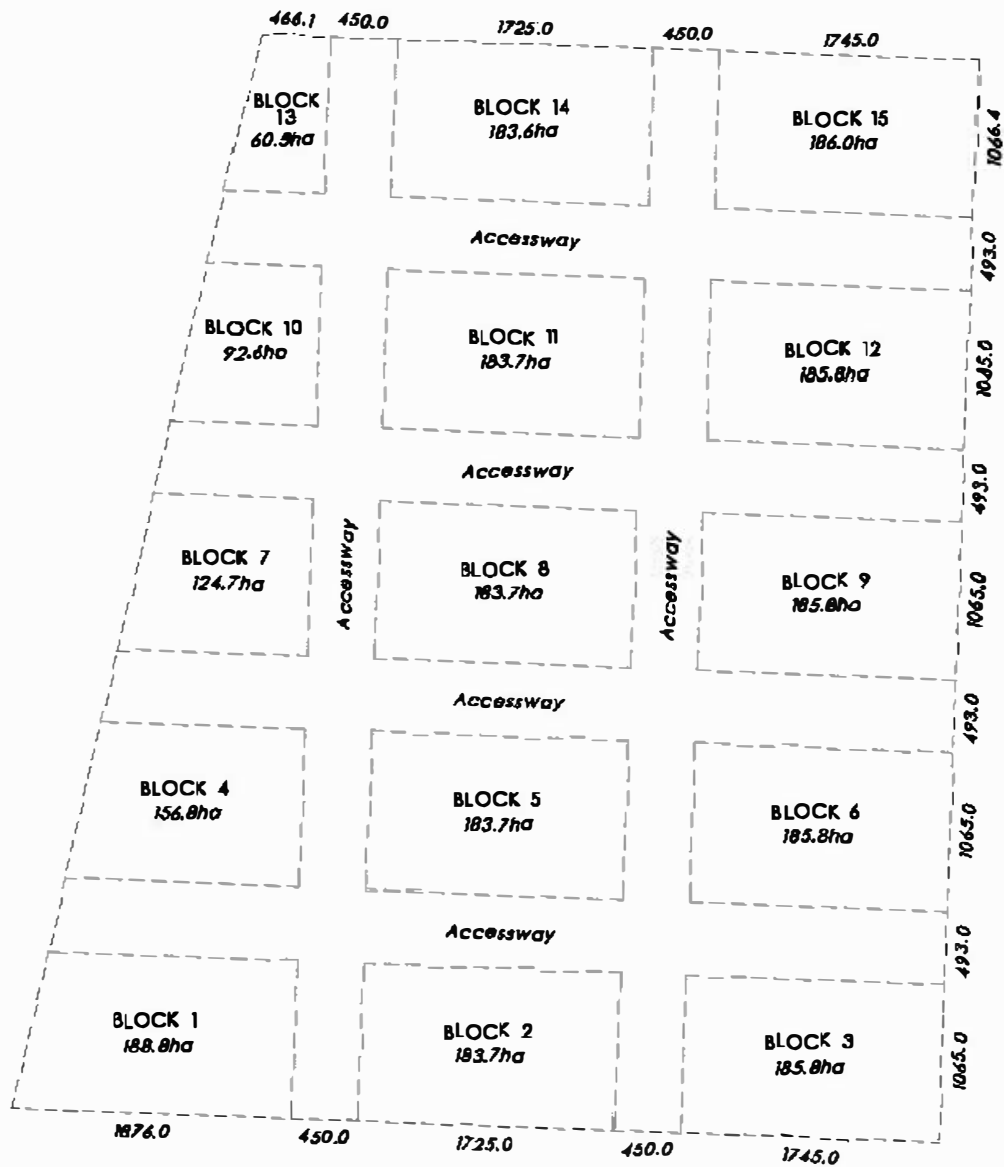 466.1 450.0 1725.0 450.0 1745.0
BLOCK
13
60.9ha
BLOCK 14
183.6ha
BLOCK 15
186.0ha
1066.4
Accessway
493.0
BLOCK 10
92.6ha
BLOCK 11
183.7ha
BLOCK 12
185.8ha
1065.0
Accessway
493.0
BLOCK 7
124.7ha
Accessway
BLOCK 8
183.7ha
Accessway
BLOCK 9
185.8ha
1065.0
Accessway
493.0
BLOCK 4
156.8ha
BLOCK 5
183.7ha
BLOCK 6
185.8ha
1065.0
Accessway
493.0
BLOCK 1
188.8ha
BLOCK 2
183.7ha
BLOCK 3
185.8ha
1065.0
1676.0 450.0 1725.0 450.0 1745.0